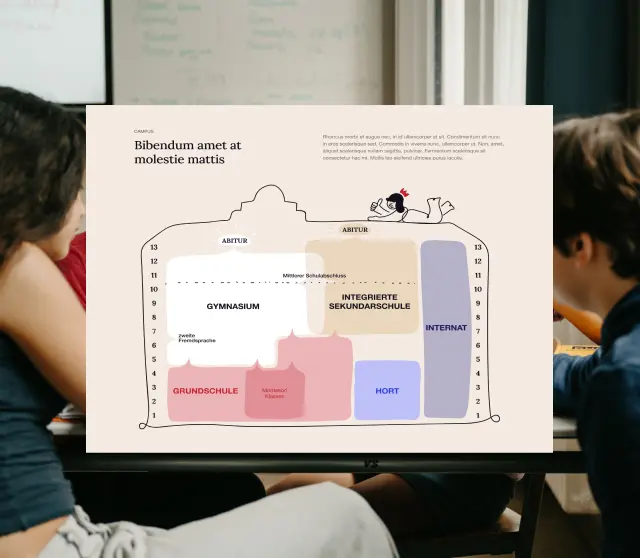 CAMPUS
Bibendum amet at
molestie mattis
Rhoncus morbi et augue nec, in id ullamcorper at sit. Condimentum sit nunc
in eros scelerisque sed. Commodo in viverra nunc, ullamcorper ut. Non, amet,
aliquet scelerisque nullam sagittis, pulvinar. Fermentum scelerisque sit
consectetur hac mi. Mollis leo eleifend ultrices purus iaculis.
ABITUR
ABITUR
13
12
11
10
9
8
7
6
5
4
3
2
1
Mittlerer Schulabschluss
GYMNASIUM
INTEGRIERTE
SEKUNDARSCHULE
INTERNAT
zweite
Fremdsprache
GRUNDSCHULE
Montessori
Klassen
HORT
13
12
11
10
9
8
7
6
5
4
3
2
1
VS